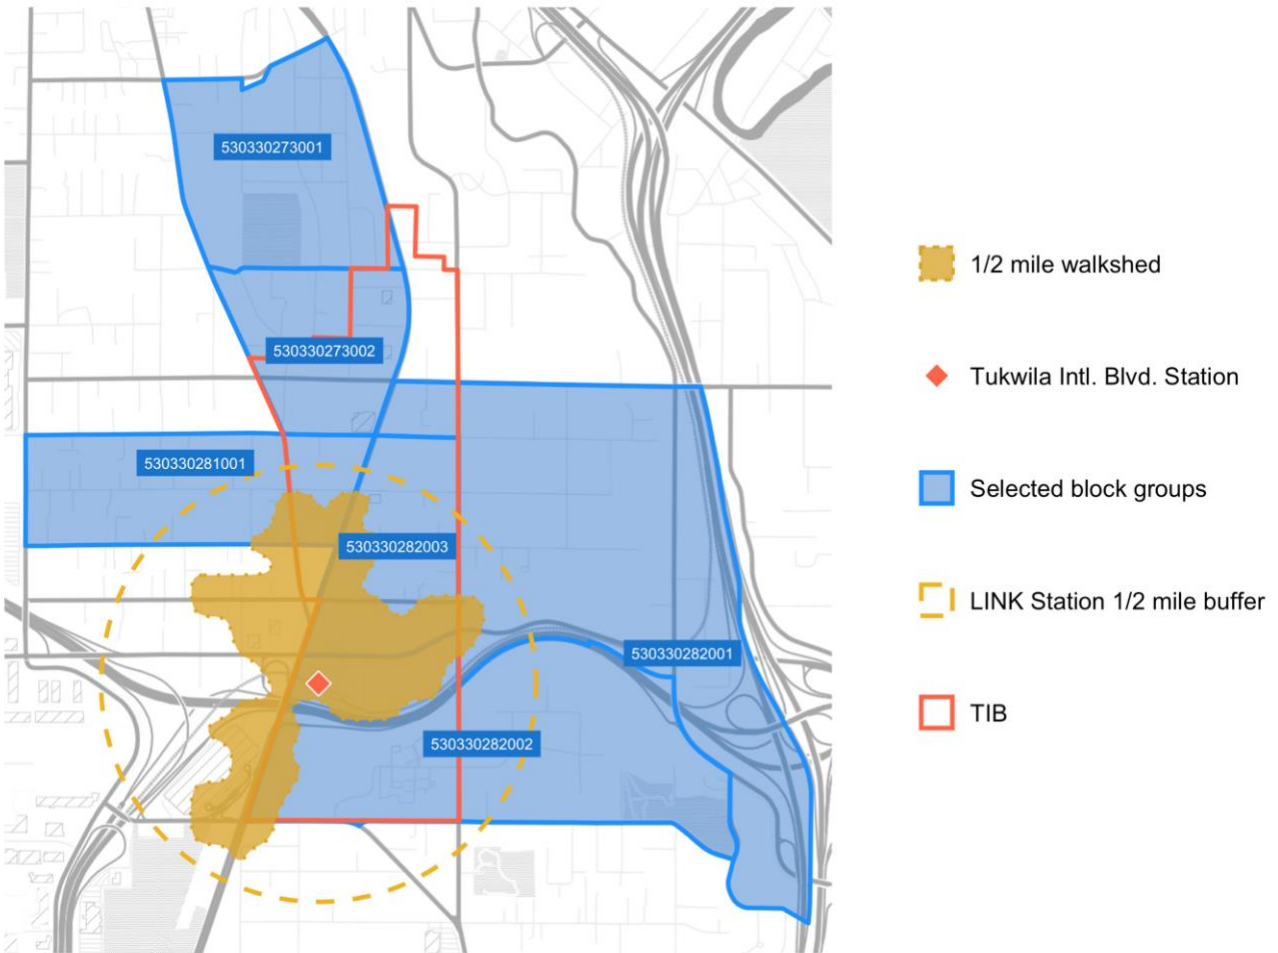 530330273001
530330273002
530330281001
530330282003
530330282001
530330282002
1/2 mile walkshed
Tukwila Intl. Blvd. Station
Selected block groups
LINK Station 1/2 mile buffer
TIB